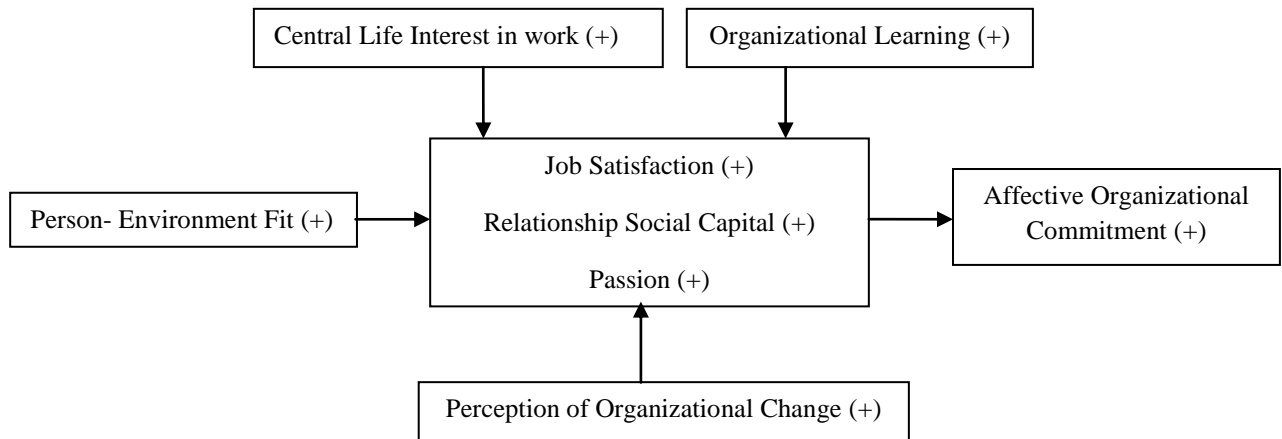 Central Life Interest in work (+)
Organizational Learning (+)
Job Satisfaction (+)
Relationship Social Capital (+)
Passion (+)
Person- Environment Fit (+)
Affective Organizational
Commitment (+)
Perception of Organizational Change (+)